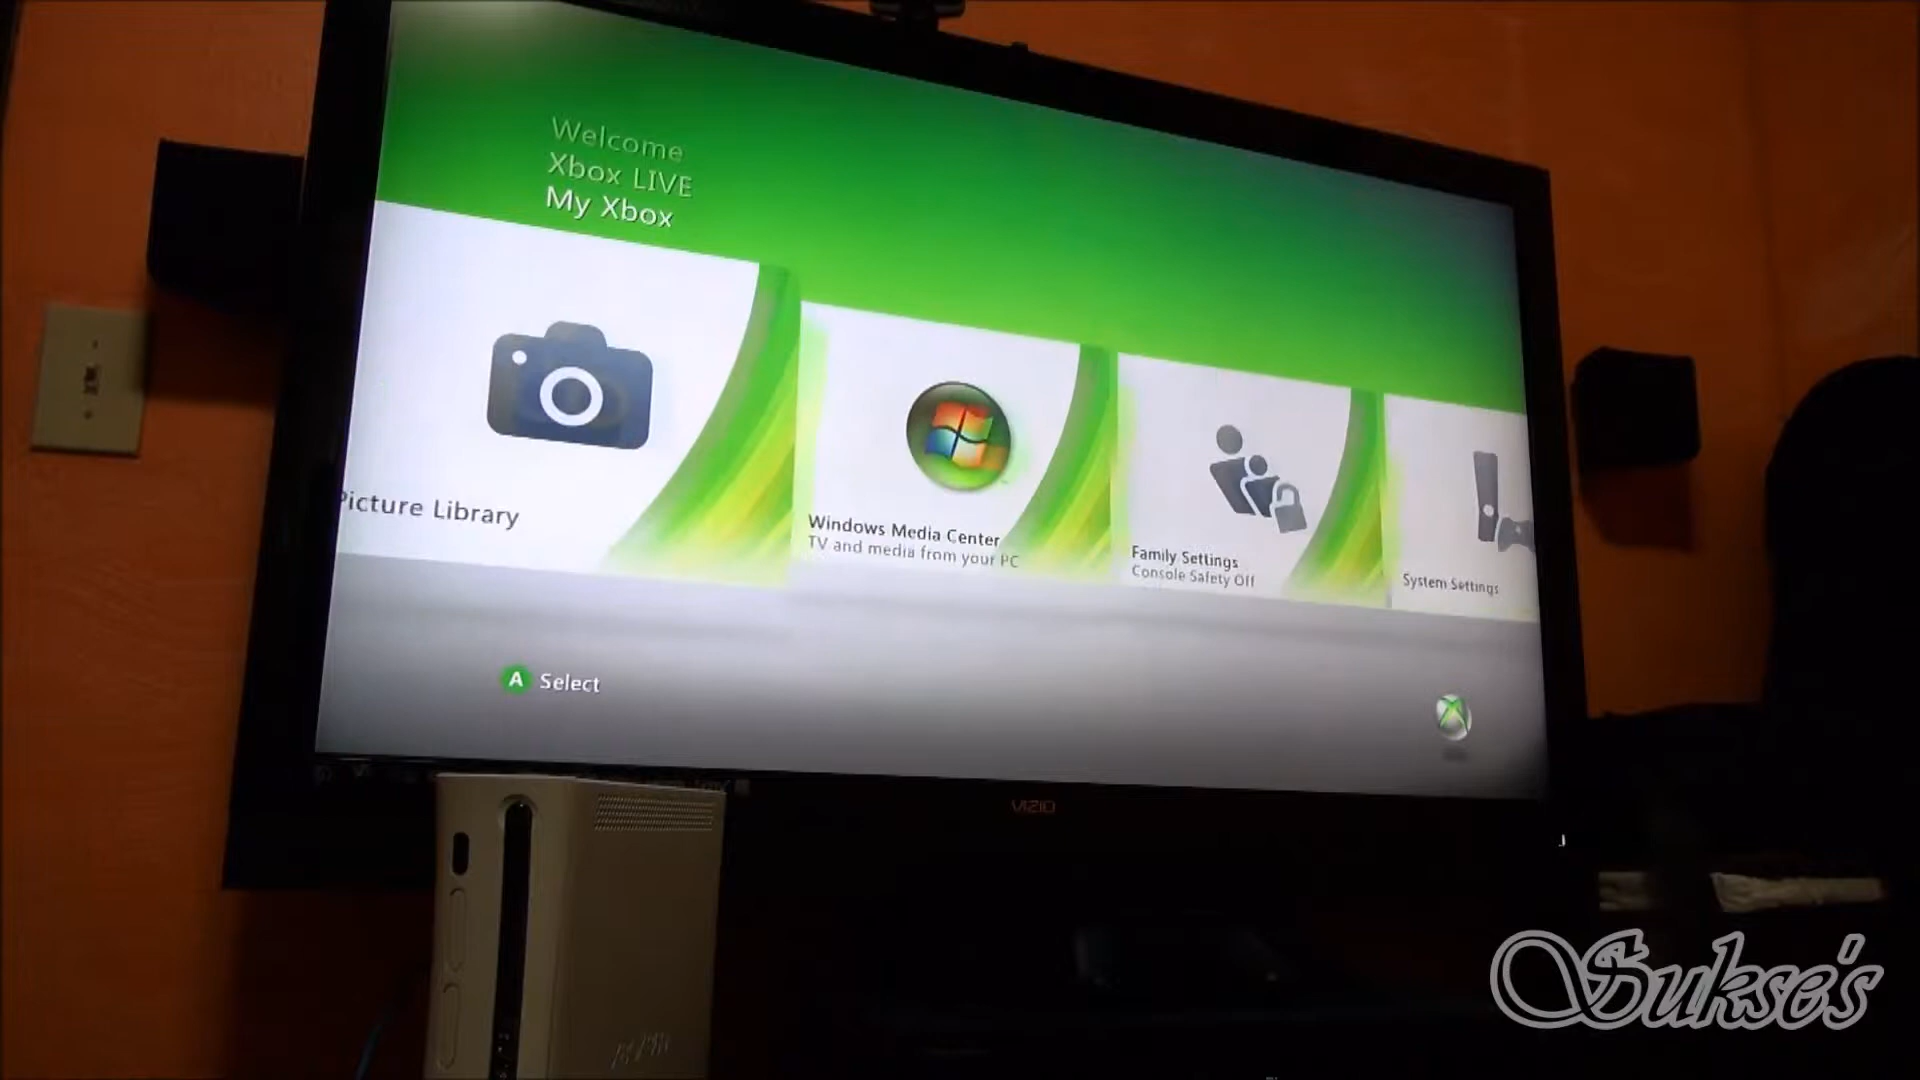 Welcome
Xbox LIVE
My Xbox
Picture Library
Windows Media Center
TV and media from your PC
Family Settings
Console Safety Off
System Settings
A Select
VIZIO
Sukse's